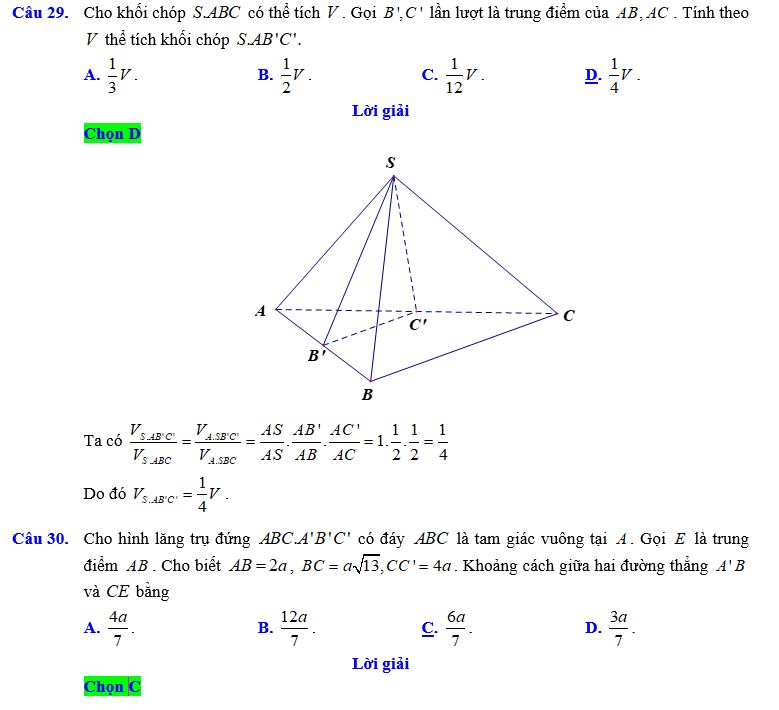 Câu 29. Cho khối chóp S.ABC có thể tích V. Gọi B', C' lần lượt là trung điểm của AB, AC. Tính theo
V thể tích khối chóp S.AB'C'.
A. 1/3 V. B. 1/2 V. C. 1/12 V. D. 1/4 V.
Lời giải
Chọn D
S
A
C'
C
B'
B
Ta có V_{S.AB'C'}/V_{S.ABC} = V_{A.SB'C'}/V_{A.SBC} = AS/AS . AB'/AB . AC'/AC = 1.1/2.1/2 = 1/4
Do đó V_{S.AB'C'} = 1/4 V.
Câu 30. Cho hình lăng trụ đứng ABC.A'B'C' có đáy ABC là tam giác vuông tại A. Gọi E là trung
điểm AB. Cho biết AB = 2a, BC = a√13, CC' = 4a. Khoảng cách giữa hai đường thẳng A'B
và CE bằng
A. 4a/7. B. 12a/7. C. 6a/7. D. 3a/7.
Lời giải
Chọn C